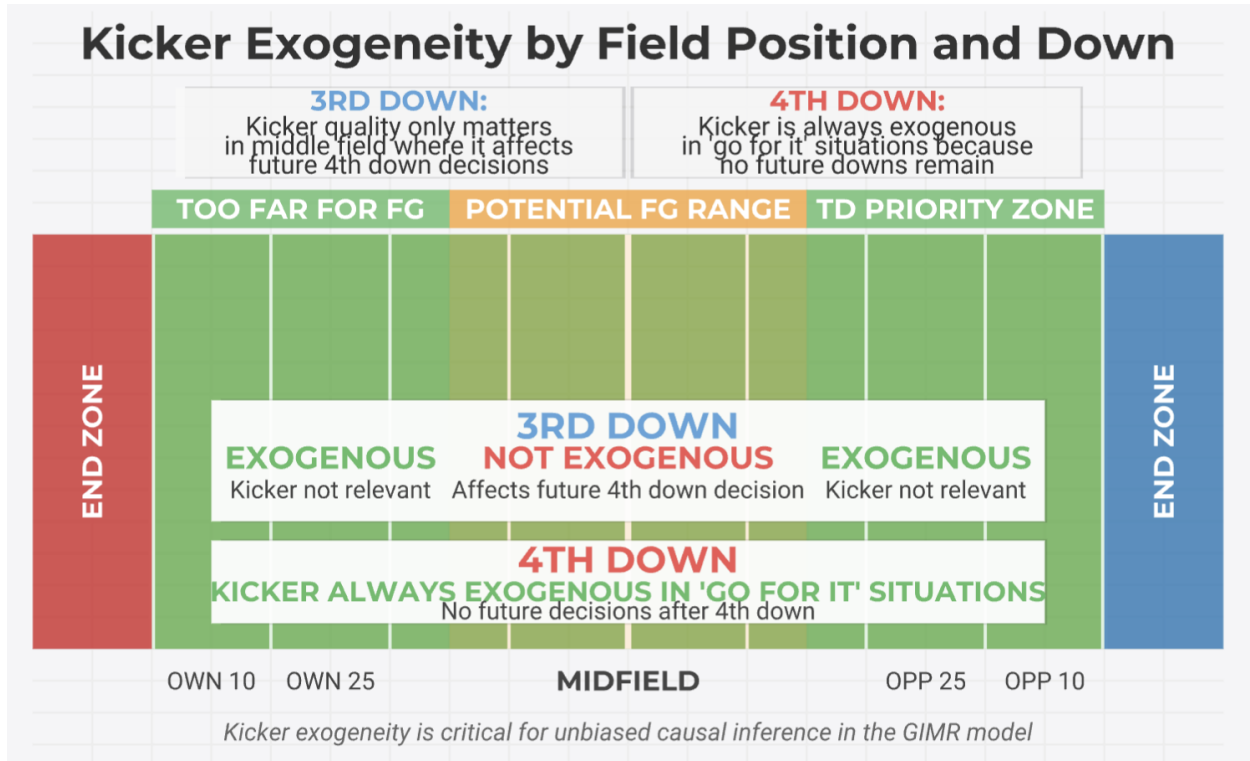 Kicker Exogeneity by Field Position and Down
3RD DOWN:
Kicker quality only matters
in middle field where it affects
future 4th down decisions
4TH DOWN:
Kicker is always exogenous
in 'go for it' situations because
no future downs remain
TOO FAR FOR FG
POTENTIAL FG RANGE
TD PRIORITY ZONE
END ZONE
3RD DOWN
EXOGENOUS
Kicker not relevant
NOT EXOGENOUS
Affects future 4th down decision
EXOGENOUS
Kicker not relevant
4TH DOWN
KICKER ALWAYS EXOGENOUS IN 'GO FOR IT' SITUATIONS
No future decisions after 4th down
END ZONE
OWN 10
OWN 25
MIDFIELD
OPP 25
OPP 10
Kicker exogeneity is critical for unbiased causal inference in the GIMR model